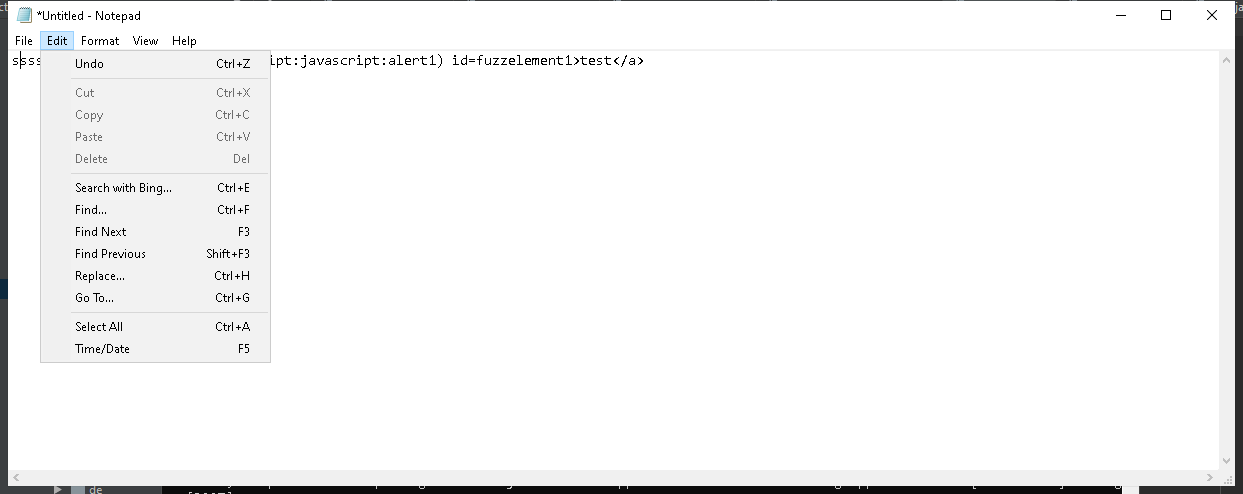 *Untitled - Notepad
File Edit Format View Help
ssss ipt:javascript:alert1) id=fuzzelement1>test</a>
Undo Ctrl+Z
Cut Ctrl+X
Copy Ctrl+C
Paste Ctrl+V
Delete Del
Search with Bing... Ctrl+E
Find... Ctrl+F
Find Next F3
Find Previous Shift+F3
Replace... Ctrl+H
Go To... Ctrl+G
Select All Ctrl+A
Time/Date F5
de